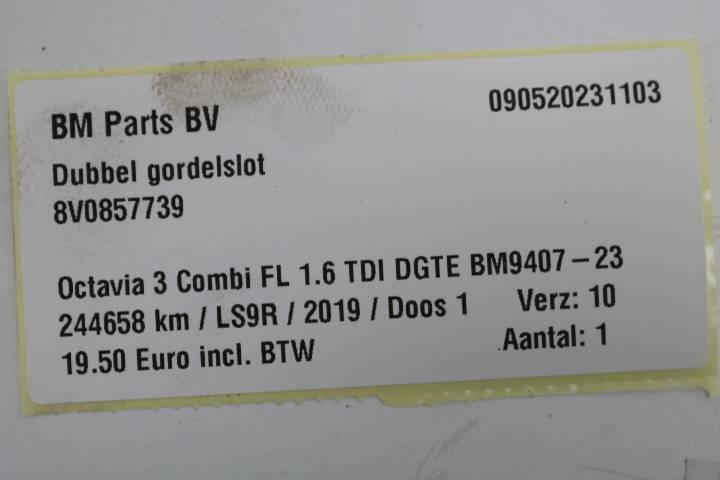 BM Parts BV 090520231103
Dubbel gordelslot
8V0857739
Octavia 3 Combi FL 1.6 TDI DGTE BM9407-23
244658 km / LS9R / 2019 / Doos 1 Verz: 10
19.50 Euro incl. BTW Aantal: 1